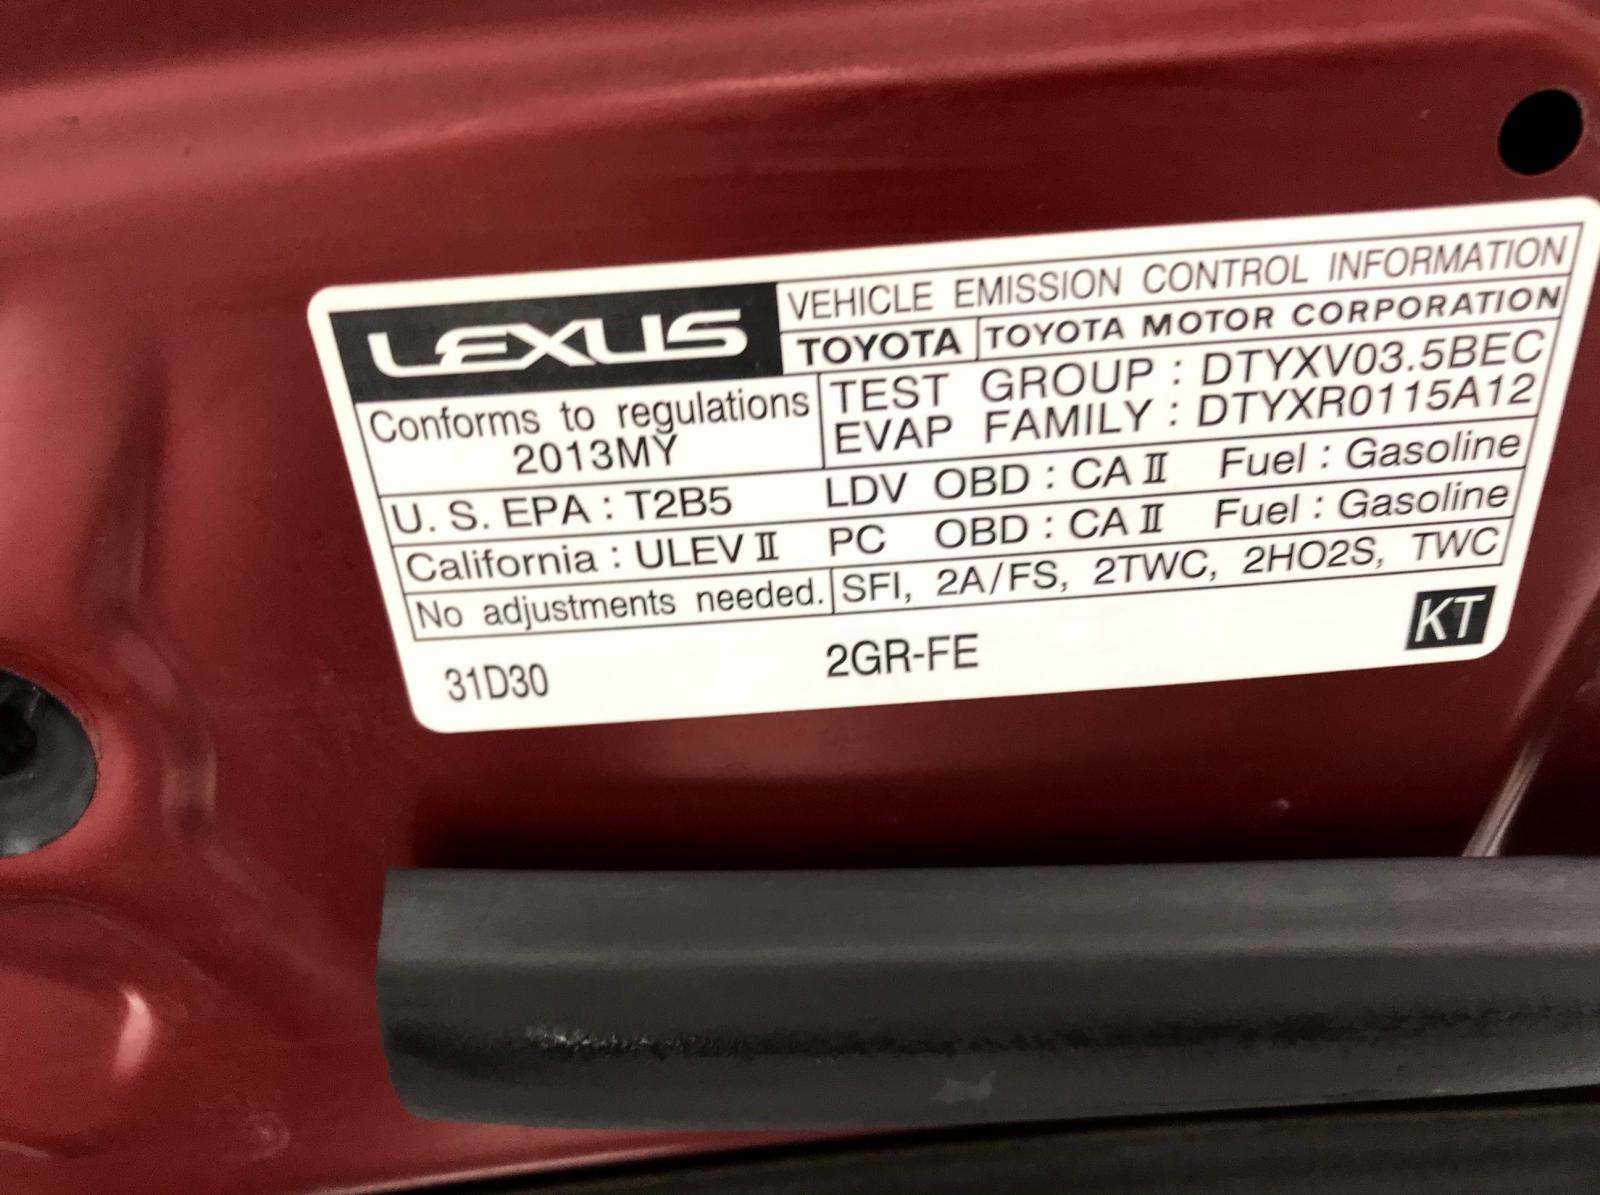 LEXUS
VEHICLE EMISSION CONTROL INFORMATION
TOYOTA TOYOTA MOTOR CORPORATION
Conforms to regulations
2013MY
TEST GROUP : DTYXV03.5BEC
EVAP FAMILY : DTYXR0115A12
U. S. EPA : T2B5 LDV OBD : CA II Fuel : Gasoline
California : ULEV II PC OBD : CA II Fuel : Gasoline
No adjustments needed. SFI, 2A/FS, 2TWC, 2HO2S, TWC
31D30 2GR-FE KT